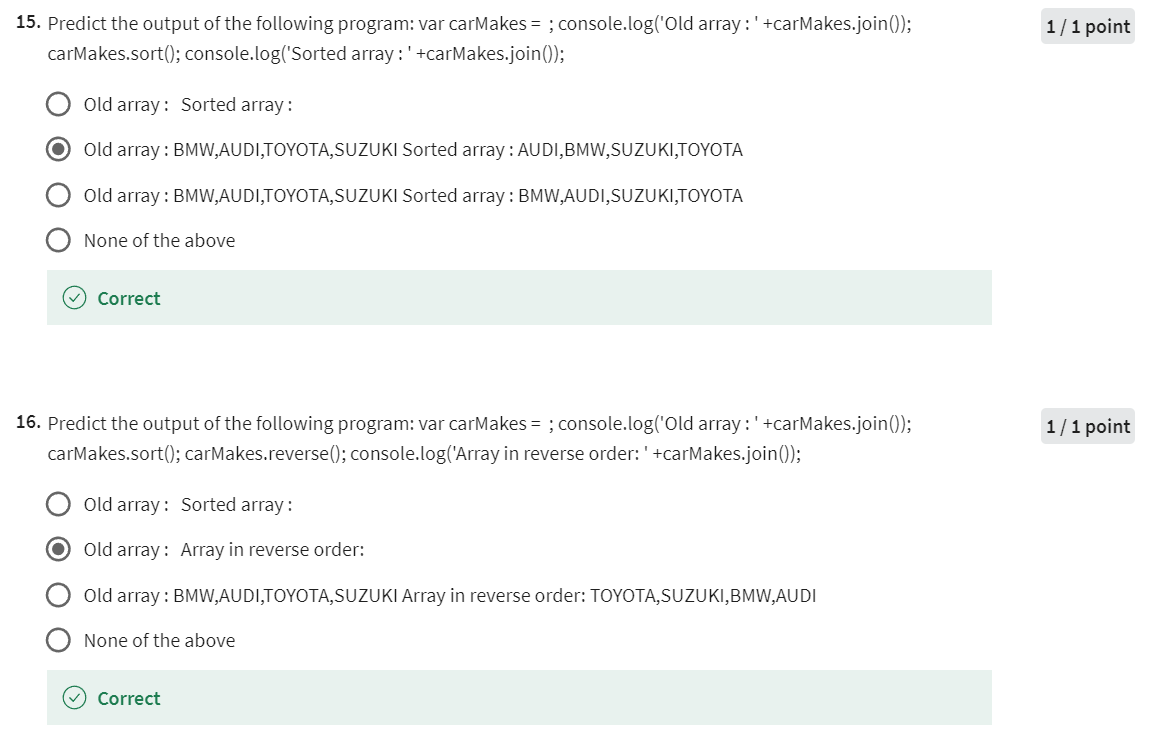 15. Predict the output of the following program: var carMakes = ; console.log('Old array : ' +carMakes.join());
1 / 1 point
carMakes.sort(); console.log('Sorted array : ' +carMakes.join());
Old array : Sorted array :
Old array : BMW,AUDI,TOYOTA,SUZUKI Sorted array : AUDI,BMW,SUZUKI,TOYOTA
Old array : BMW,AUDI,TOYOTA,SUZUKI Sorted array : BMW,AUDI,SUZUKI,TOYOTA
None of the above
Correct
16. Predict the output of the following program: var carMakes = ; console.log('Old array : ' +carMakes.join());
1 / 1 point
carMakes.sort(); carMakes.reverse(); console.log('Array in reverse order: ' +carMakes.join());
Old array : Sorted array :
Old array : Array in reverse order:
Old array : BMW,AUDI,TOYOTA,SUZUKI Array in reverse order: TOYOTA,SUZUKI,BMW,AUDI
None of the above
Correct